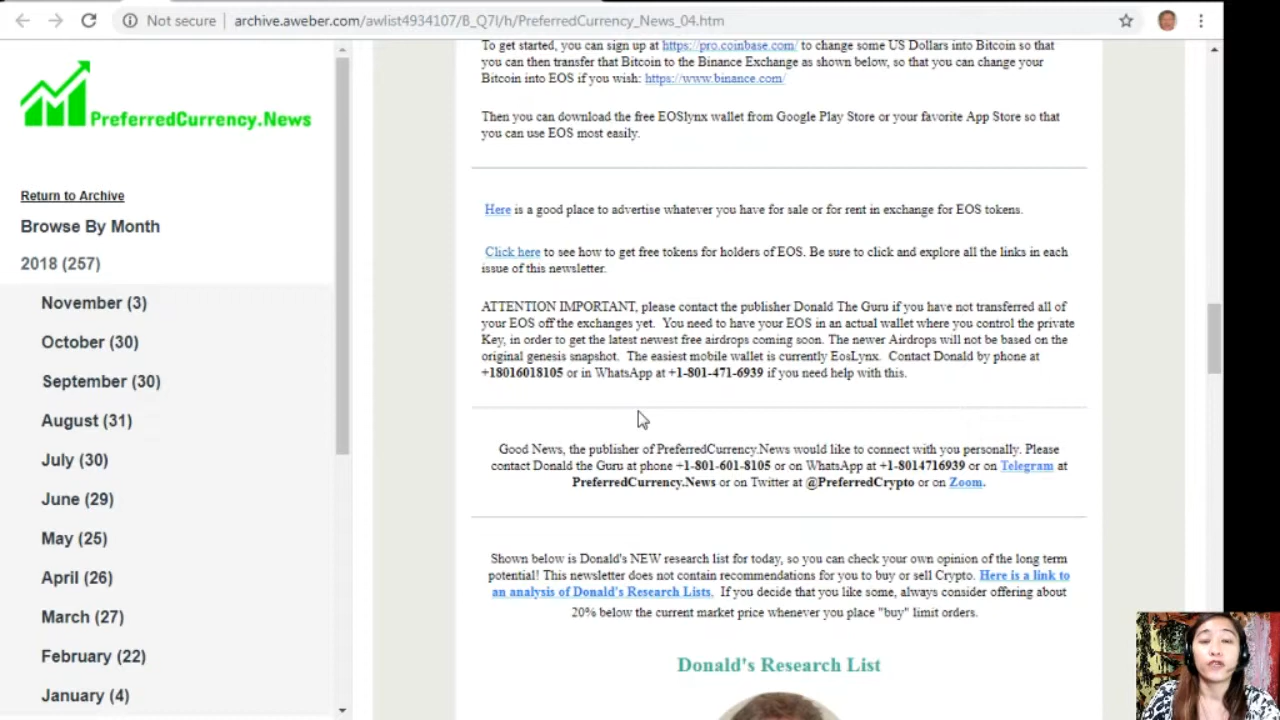 Not secure
archive.aweber.com/awlist4934107/B_Q7I/h/PreferredCurrency_News_04.htm
PreferredCurrency.News
Return to Archive
Browse By Month
2018 (257)
November (3)
October (30)
September (30)
August (31)
July (30)
June (29)
May (25)
April (26)
March (27)
February (22)
January (4)
To get started, you can sign up at https://pro.coinbase.com/ to change some US Dollars into Bitcoin so that
you can then transfer that Bitcoin to the Binance Exchange as shown below, so that you can change your
Bitcoin into EOS if you wish: https://www.binance.com/
Then you can download the free EOSlynx wallet from Google Play Store or your favorite App Store so that
you can use EOS most easily.
Here is a good place to advertise whatever you have for sale or for rent in exchange for EOS tokens.
Click here to see how to get free tokens for holders of EOS. Be sure to click and explore all the links in each
issue of this newsletter.
ATTENTION IMPORTANT, please contact the publisher Donald The Guru if you have not transferred all of
your EOS off the exchanges yet. You need to have your EOS in an actual wallet where you control the private
Key, in order to get the latest newest free airdrops coming soon. The newer Airdrops will not be based on the
original genesis snapshot. The easiest mobile wallet is currently EosLynx. Contact Donald by phone at
+18016018105 or in WhatsApp at +1-801-471-6939 if you need help with this.
Good News, the publisher of PreferredCurrency.News would like to connect with you personally. Please
contact Donald the Guru at phone +1-801-601-8105 or on WhatsApp at +1-8014716939 or on Telegram at
PreferredCurrency.News or on Twitter at @PreferredCrypto or on Zoom.
Shown below is Donald's NEW research list for today, so you can check your own opinion of the long term
potential! This newsletter does not contain recommendations for you to buy or sell Crypto. Here is a link to
an analysis of Donald's Research Lists. If you decide that you like some, always consider offering about
20% below the current market price whenever you place "buy" limit orders.
Donald's Research List